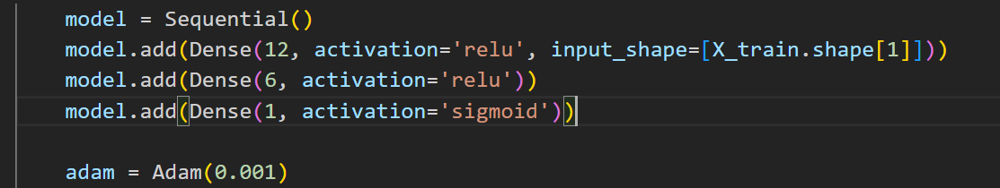 model = Sequential()
model.add(Dense(12, activation='relu', input_shape=[X_train.shape[1]]))
model.add(Dense(6, activation='relu'))
model.add(Dense(1, activation='sigmoid'))
adam = Adam(0.001)